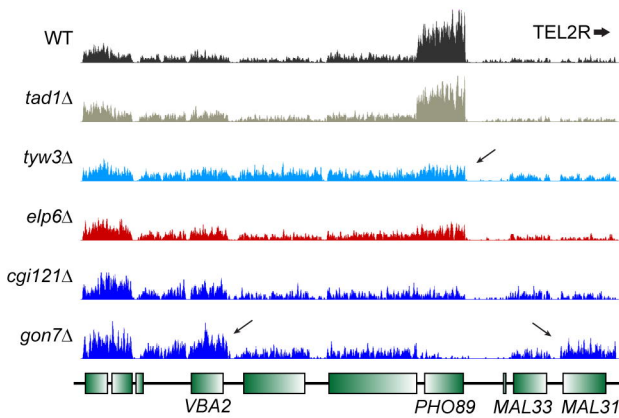 WT
TEL2R
tad1Δ
tyw3Δ
elp6Δ
cgi121Δ
gon7Δ
VBA2
PHO89
MAL33
MAL31